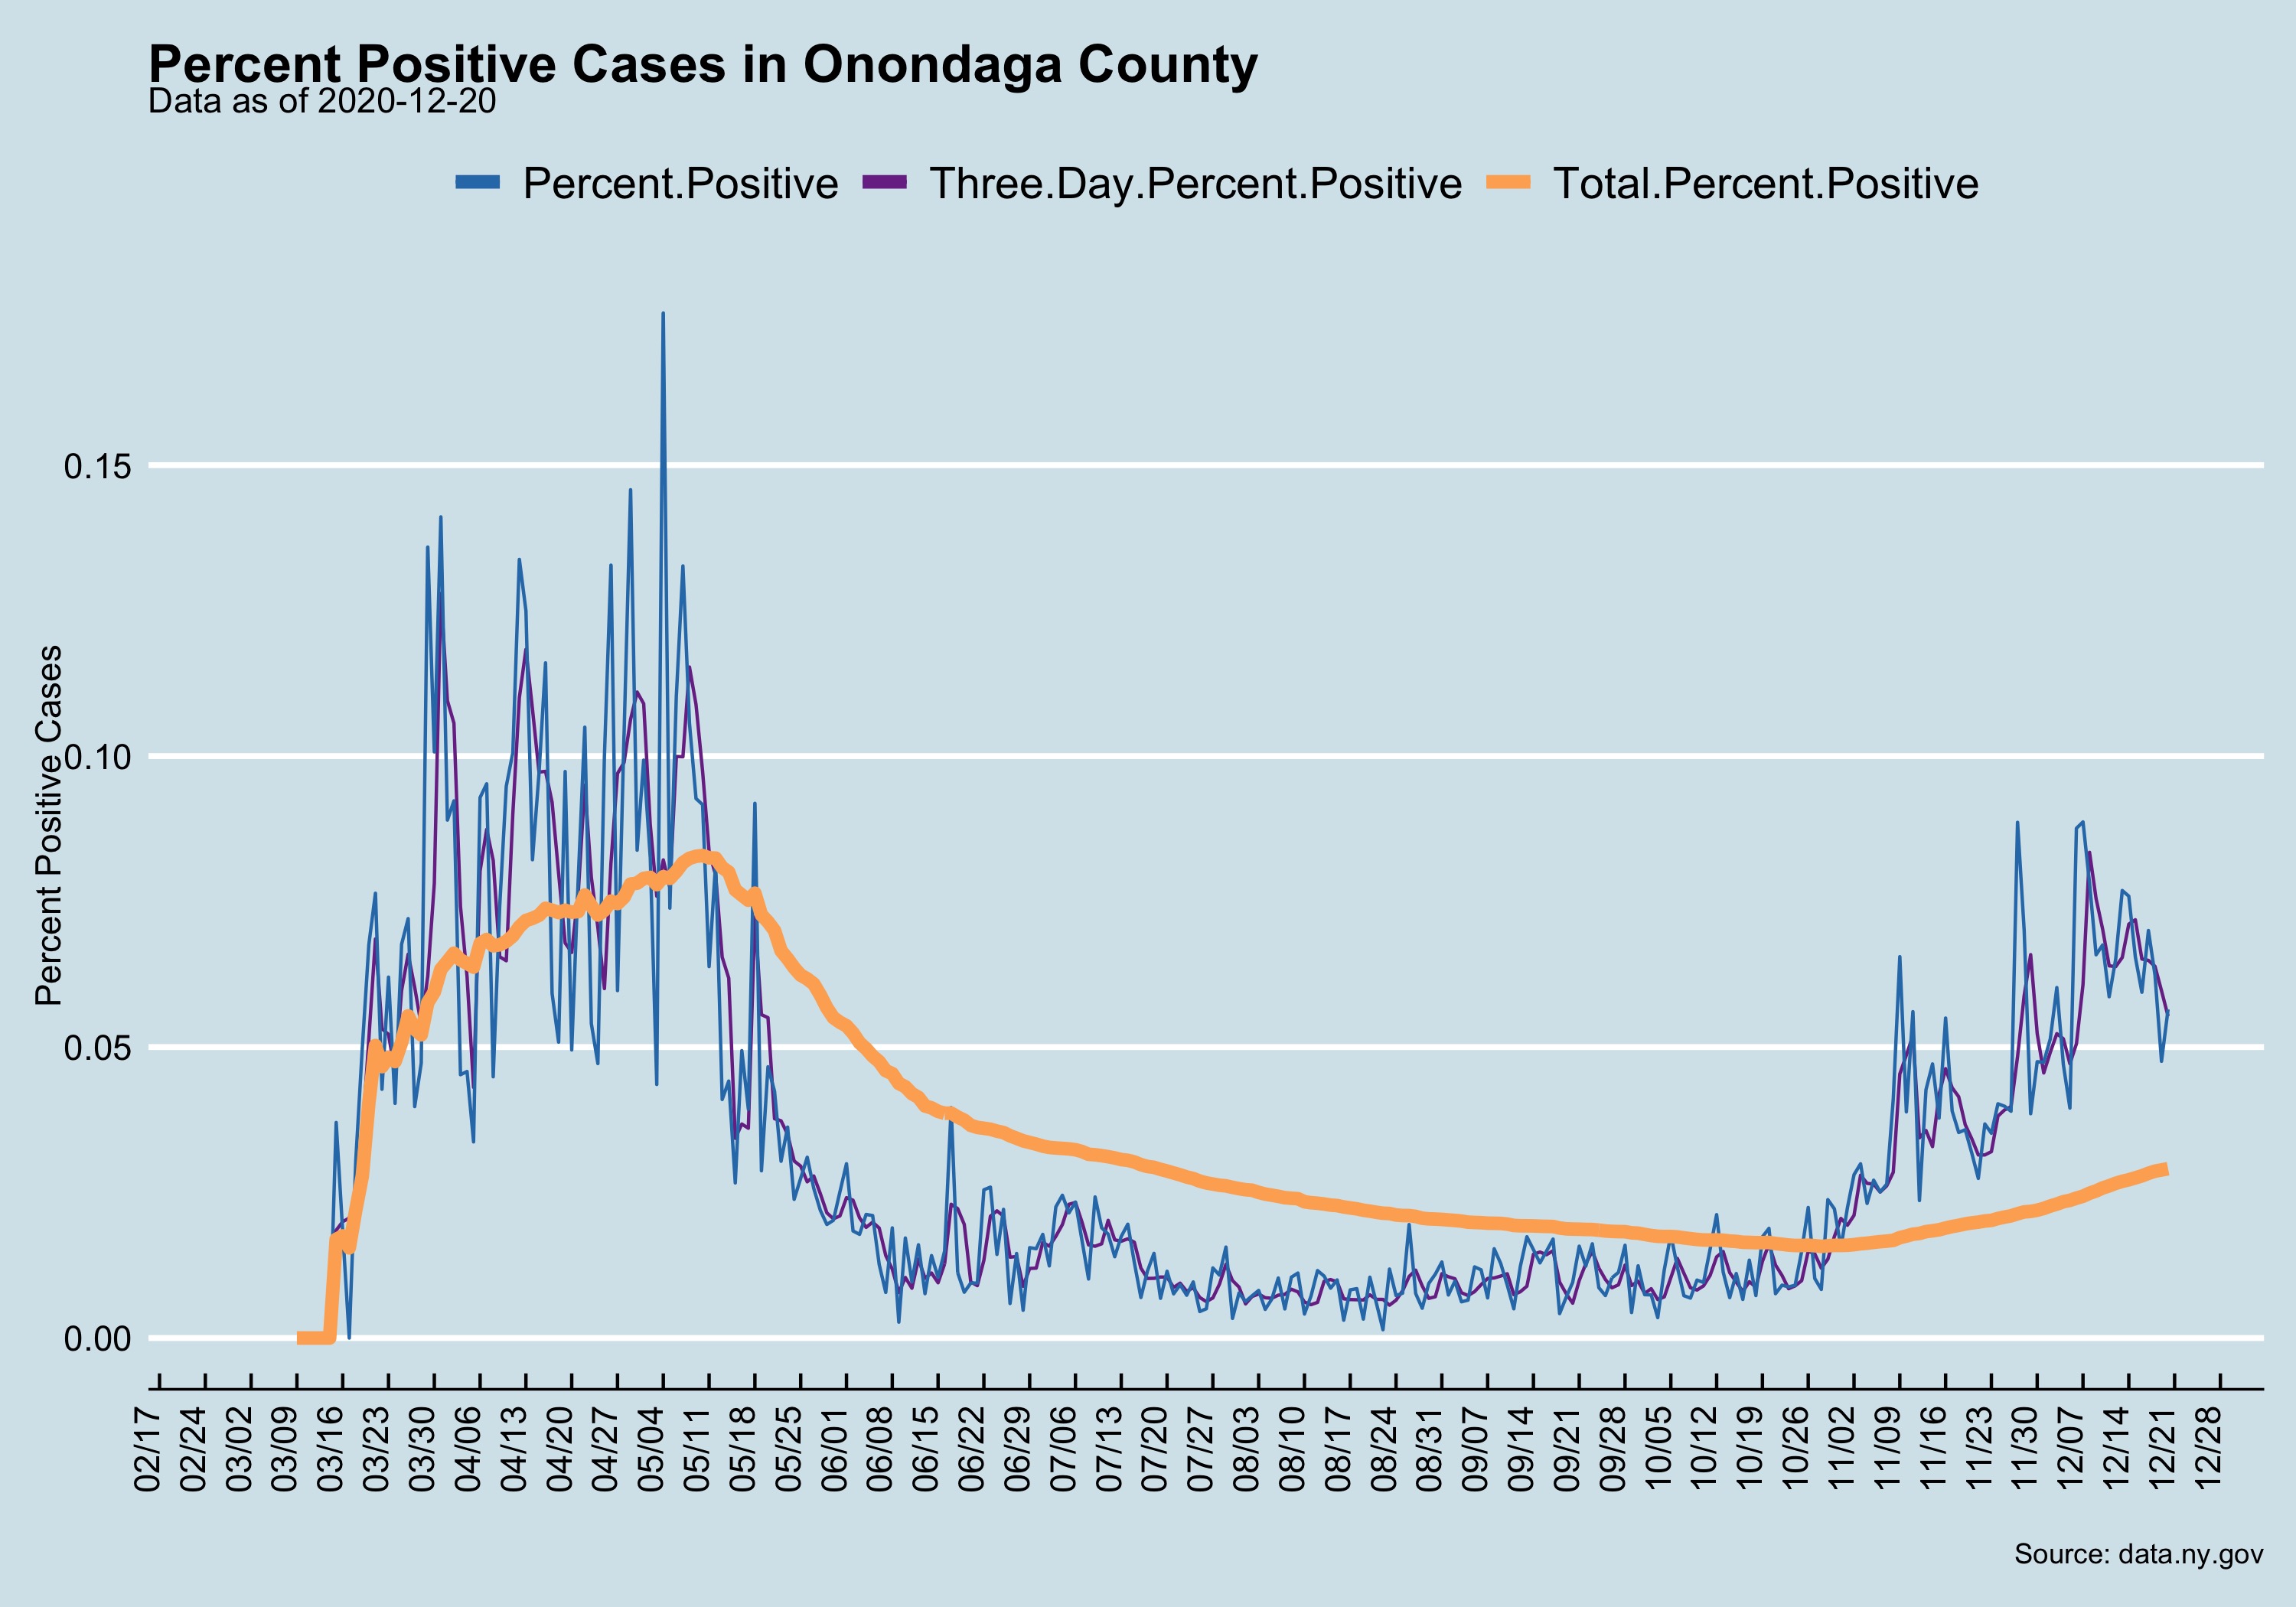 Percent Positive Cases in Onondaga County
Data as of 2020-12-20
Percent.Positive Three.Day.Percent.Positive Total.Percent.Positive
Percent Positive Cases
0.15
0.10
0.05
0.00
02/17 02/24 03/02 03/09 03/16 03/23 03/30 04/06 04/13 04/20 04/27 05/04 05/11 05/18 05/25 06/01 06/08 06/15 06/22 06/29 07/06 07/13 07/20 07/27 08/03 08/10 08/17 08/24 08/31 09/07 09/14 09/21 09/28 10/05 10/12 10/19 10/26 11/02 11/09 11/16 11/23 11/30 12/07 12/14 12/21 12/28
Source: data.ny.gov